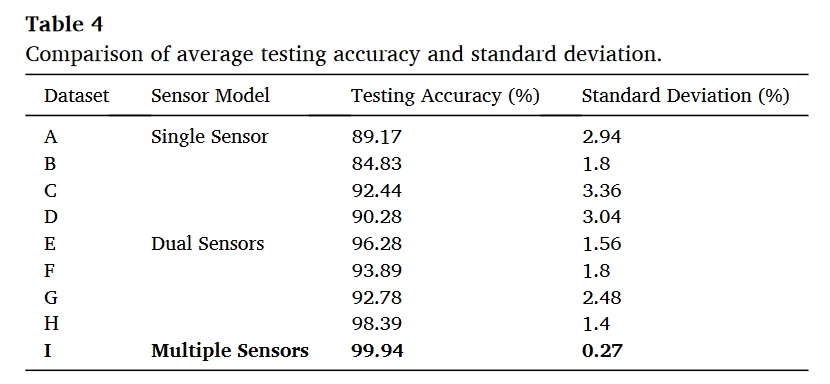 Table 4
Comparison of average testing accuracy and standard deviation.
Dataset Sensor Model Testing Accuracy (%) Standard Deviation (%)
A Single Sensor 89.17 2.94
B 84.83 1.8
C 92.44 3.36
D 90.28 3.04
E Dual Sensors 96.28 1.56
F 93.89 1.8
G 92.78 2.48
H 98.39 1.4
I Multiple Sensors 99.94 0.27